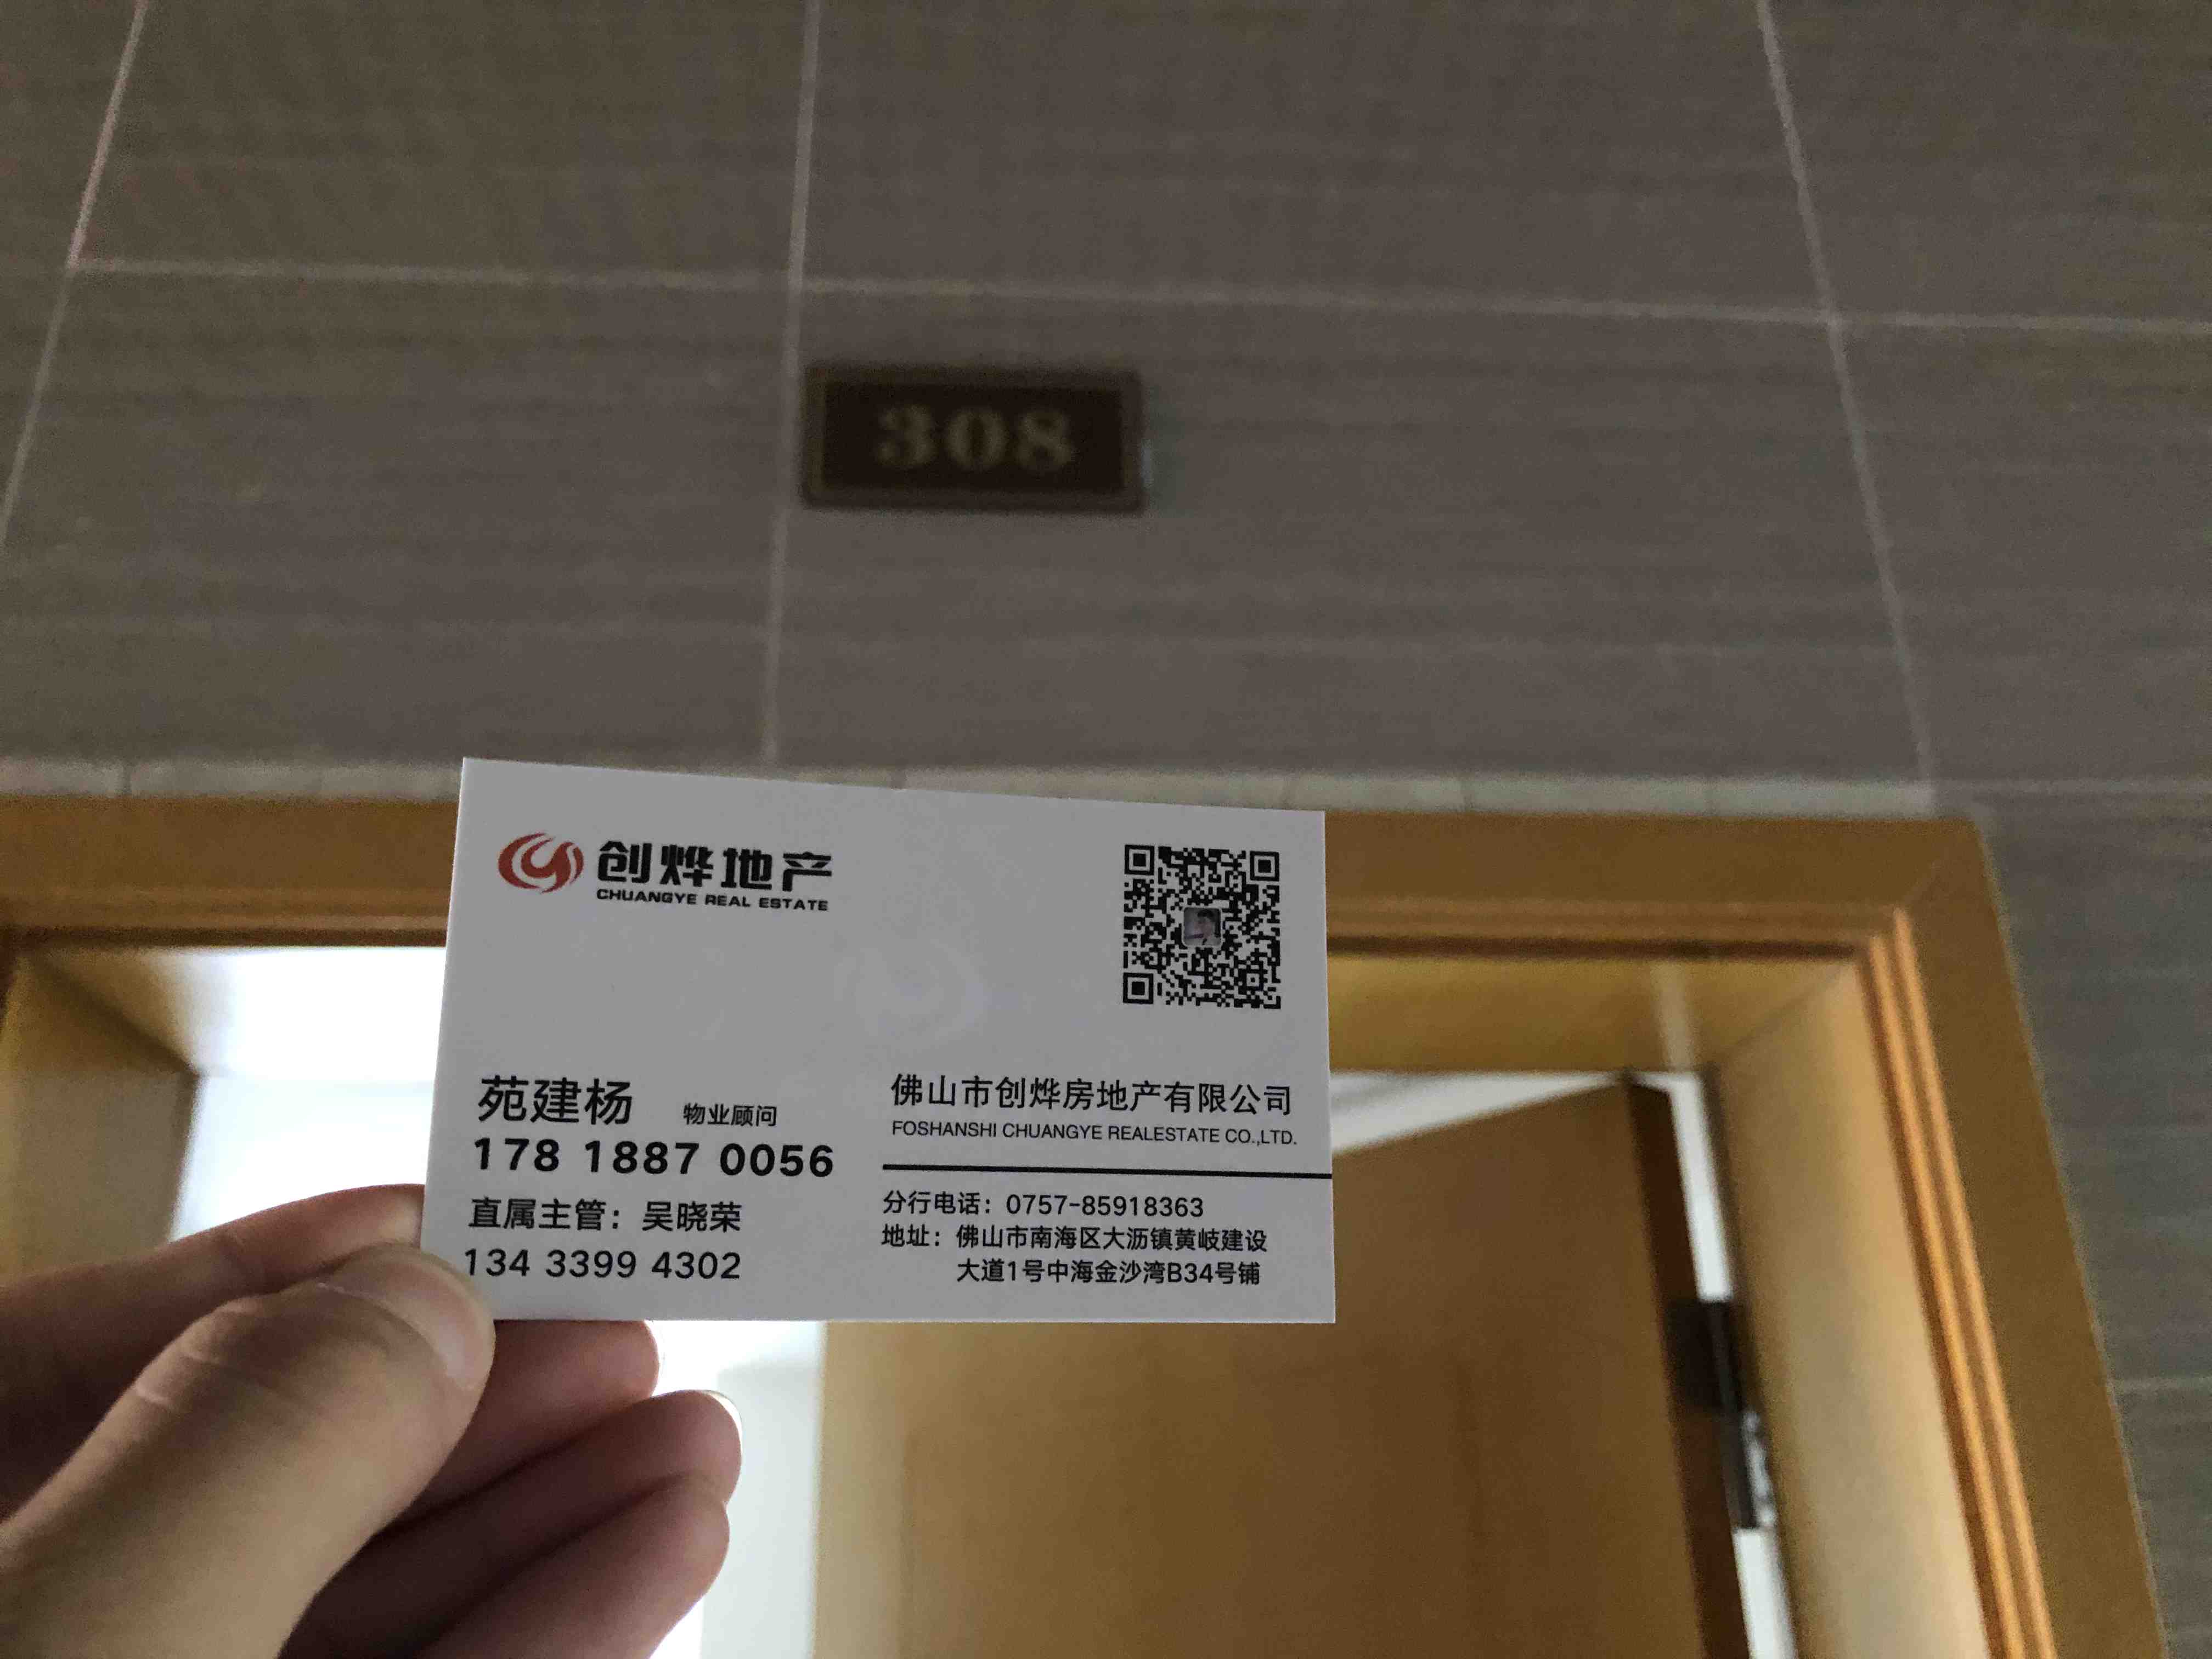 308
创烨地产
CHUANGYE REAL ESTATE
苑建杨 物业顾问
178 1887 0056
直属主管：吴晓荣
134 3399 4302
佛山市创烨房地产有限公司
FOSHANSHI CHUANGYE REALESTATE CO.,LTD.
分行电话：0757-85918363
地址：佛山市南海区大沥镇黄岐建设
大道1号中海金沙湾B34号铺